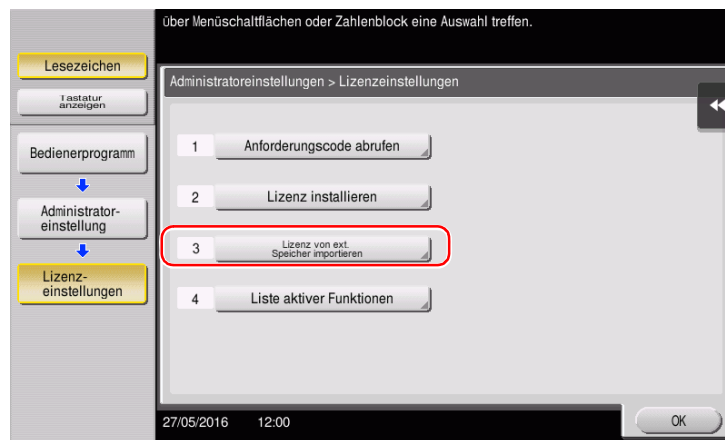 über Menüschaltflächen oder Zahlenblock eine Auswahl treffen.
Lesezeichen
Tastatur
anzeigen
Bedienerprogramm
Administrator-
einstellung
Lizenz-
einstellungen
Administratoreinstellungen > Lizenzeinstellungen
1 Anforderungscode abrufen
2 Lizenz installieren
3 Lizenz von ext.
Speicher importieren
4 Liste aktiver Funktionen
27/05/2016 12:00
OK